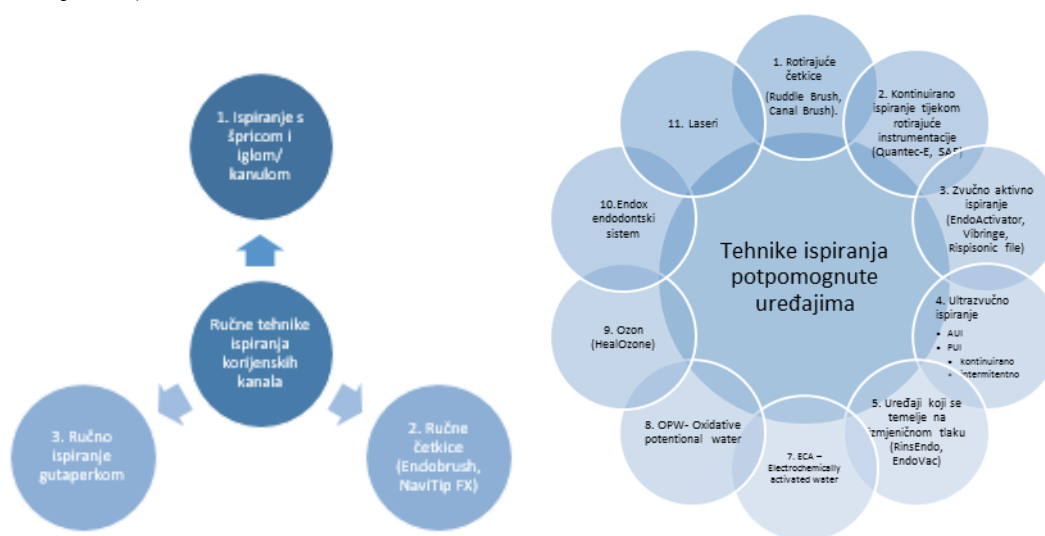 1. Ispiranje s
špricom i
iglom/
kanulom
Ručne tehnike
ispiranja
korijenskih
kanala
3. Ručno
ispiranje
gutaperkom
2. Ručne
četkice
(Endobrush,
NaviTip FX)
Tehnike ispiranja
potpomognute
uređajima
1. Rotirajuće
četkice
(Ruddle Brush,
Canal Brush).
2. Kontinuirano
ispiranje tijekom
rotirajuće
instrumentacije
(Quantec-E, SAF)
3. Zvučno aktivno
ispiranje
(EndoActivator,
Vibringe,
Rispisonic file)
4. Ultrazvučno
ispiranje
• AUI
• PUI
• kontinuirano
• intermitentno
5. Uređaji koji se
temelje na
izmjeničnom tlaku
(RinsEndo,
EndoVac)
7. ECA –
Electrochemically
activated water
8. OPW- Oxidative
potentional water
9. Ozon
(HealOzone)
10.Endox
endodontski
sistem
11. Laseri